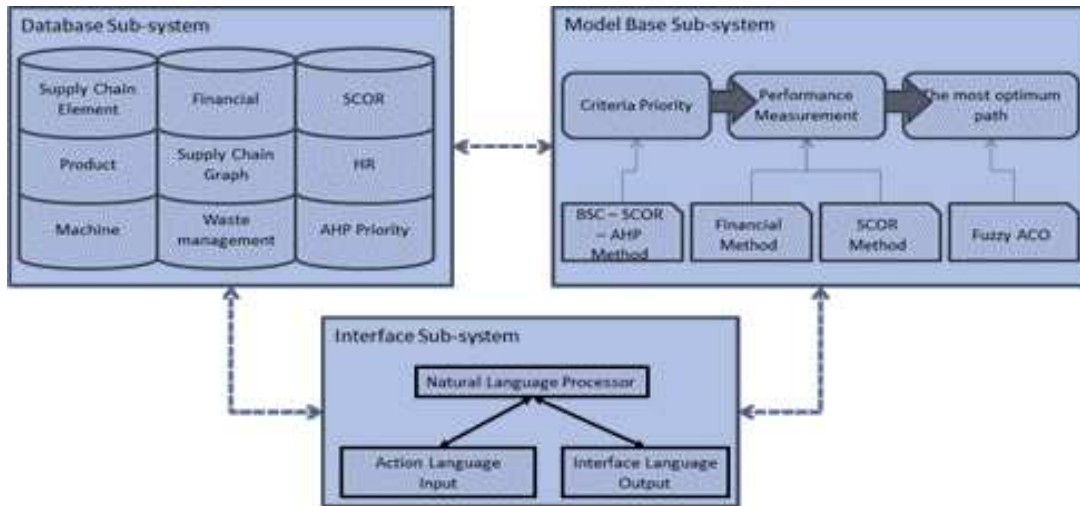 Database Sub-system
Supply Chain
Element
Financial
SCOR
Product
Supply Chain
Graph
HR
Machine
Waste
management
AHP Priority
Model Base Sub-system
Criteria Priority
Performance
Measurement
The most optimum
path
BSC – SCOR
– AHP
Method
Financial
Method
SCOR
Method
Fuzzy ACO
Interface Sub-system
Natural Language Processor
Action Language
Input
Interface Language
Output